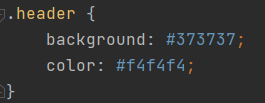 .header {
    background: #373737;
    color: #f4f4f4;
}